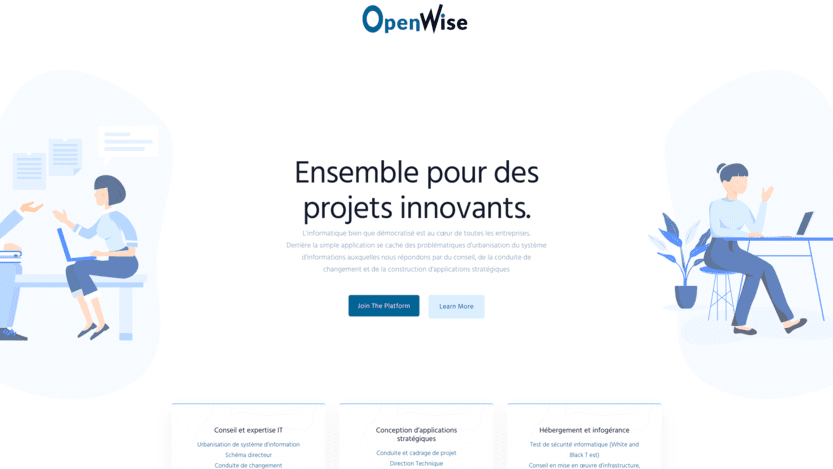 OpenWise
Ensemble pour des
projets innovants.
L'informatique bien que démocralisé est au cœur de toutes les entreprises.
Derrière la simple application se cache des problématiques d'urbanisation du système
d'informations auxquelles nous répondons par du conseil, de la conduite de
changement et de la construction d'applications stratégiques
Join The Platform
Learn More
Conseil et expertise IT
Urbanisation de système d'information
Schéma directeur
Conduite de changement
Conception d'applications
stratégiques
Conduite et cadrage de projet
Direction Technique
Hébergement et infogérance
Test de sécurité informatique (White and
Black T est)
Conseil en mise en œuvre d'infrastructure,